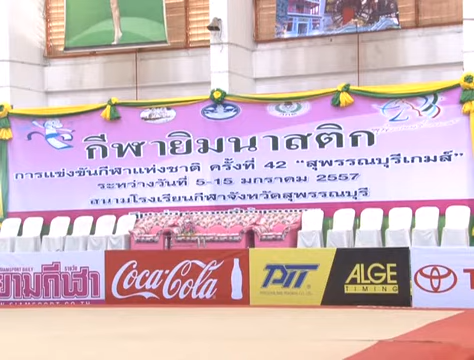 กีฬายิมนาสติก
การแข่งขันกีฬาแห่งชาติ ครั้งที่ 42 "สุพรรณบุรีเกมส์"
ระหว่างวันที่ 5-15 มกราคม 2557
สนามโรงเรียนกีฬาจังหวัดสุพรรณบุรี
ยามกีฬา
Coca-Cola
PTT
ALGE
TIMING
T